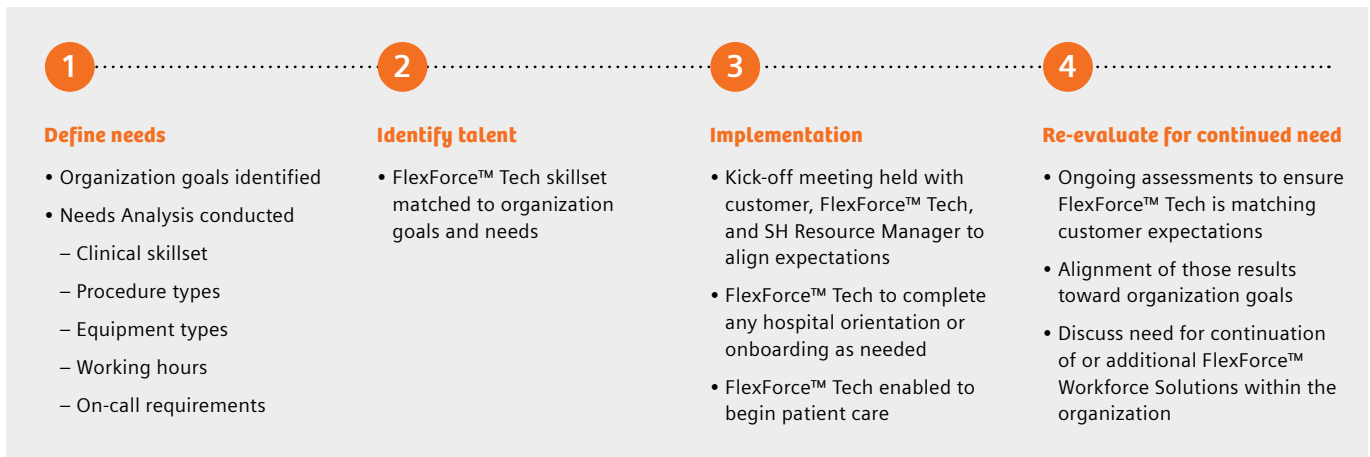 1
Define needs
• Organization goals identified
• Needs Analysis conducted
– Clinical skillset
– Procedure types
– Equipment types
– Working hours
– On-call requirements
2
Identify talent
• FlexForce™ Tech skillset
matched to organization
goals and needs
3
Implementation
• Kick-off meeting held with
customer, FlexForce™ Tech,
and SH Resource Manager to
align expectations
• FlexForce™ Tech to complete
any hospital orientation or
onboarding as needed
• FlexForce™ Tech enabled to
begin patient care
4
Re-evaluate for continued need
• Ongoing assessments to ensure
FlexForce™ Tech is matching
customer expectations
• Alignment of those results
toward organization goals
• Discuss need for continuation
of or additional FlexForce™
Workforce Solutions within the
organization